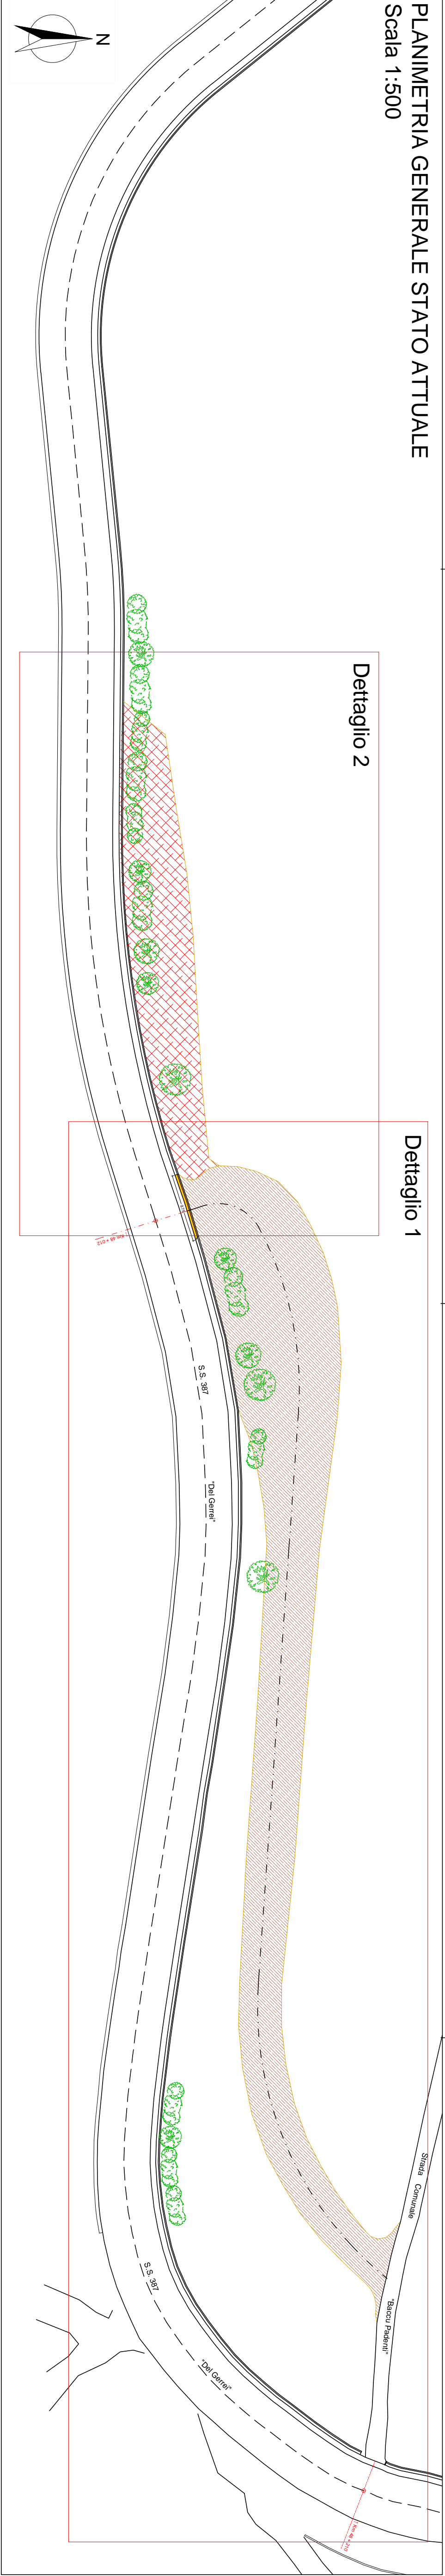 PLANIMETRIA GENERALE STATO ATTUALE
Scala 1:500
N
Dettaglio 2
Dettaglio 1
S.S. 387
"Del Gerrei"
Strada Comunale
"Baccu Padenti"
S.S. 387
"Del Gerrei"